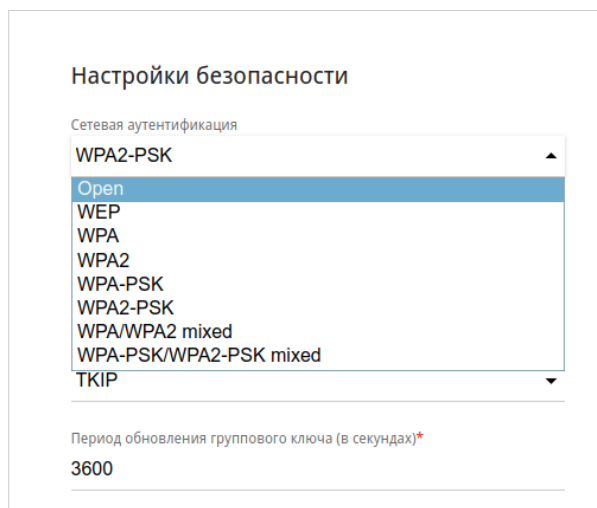 Настройки безопасности
Сетевая аутентификация
WPA2-PSK
Open
WEP
WPA
WPA2
WPA-PSK
WPA2-PSK
WPA/WPA2 mixed
WPA-PSK/WPA2-PSK mixed
TKIP
Период обновления группового ключа (в секундах)*
3600